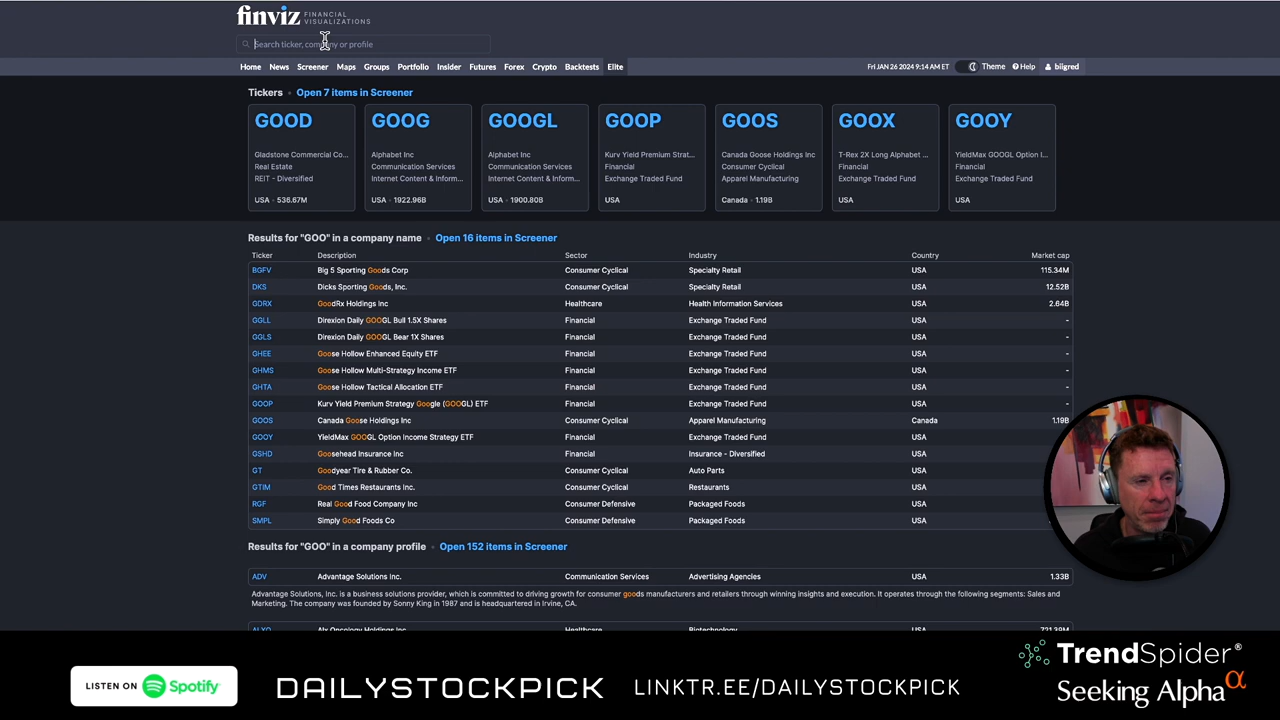 finviz FINANCIAL VISUALIZATIONS
Search ticker, company or profile
Home News Screener Maps Groups Portfolio Insider Futures Forex Crypto Backtests Elite Fri JAN 26 2024 9:14 AM ET Theme Help bilgred
Tickers • Open 7 items in Screener
GOOD GOOG GOOGL GOOP GOOS GOOX GOOY
Gladstone Commercial Co... Alphabet Inc Alphabet Inc Kurv Yield Premium Strat... Canada Goose Holdings Inc T-Rex 2X Long Alphabet ... YieldMax GOOGL Option I...
Real Estate Communication Services Communication Services Financial Consumer Cyclical Financial Financial
REIT - Diversified Internet Content & Inform... Internet Content & Inform... Exchange Traded Fund Apparel Manufacturing Exchange Traded Fund Exchange Traded Fund
USA • 536.67M USA • 1922.96B USA • 1900.80B USA Canada • 1.19B USA USA
Results for "GOO" in a company name • Open 16 items in Screener
Ticker Description Sector Industry Country Market cap
BGFV Big 5 Sporting Goods Corp Consumer Cyclical Specialty Retail USA 115.34M
DKS Dicks Sporting Goods, Inc. Consumer Cyclical Specialty Retail USA 12.52B
GDRX GoodRx Holdings Inc Healthcare Health Information Services USA 2.64B
GGLL Direxion Daily GOOGL Bull 1.5X Shares Financial Exchange Traded Fund USA -
GGLS Direxion Daily GOOGL Bear 1X Shares Financial Exchange Traded Fund USA -
GHEE Goose Hollow Enhanced Equity ETF Financial Exchange Traded Fund USA -
GHMS Goose Hollow Multi-Strategy Income ETF Financial Exchange Traded Fund USA -
GHTA Goose Hollow Tactical Allocation ETF Financial Exchange Traded Fund USA -
GOOP Kurv Yield Premium Strategy Google (GOOGL) ETF Financial Exchange Traded Fund USA -
GOOS Canada Goose Holdings Inc Consumer Cyclical Apparel Manufacturing Canada 1.19B
GOOY YieldMax GOOGL Option Income Strategy ETF Financial Exchange Traded Fund USA
GSHD Goosehead Insurance Inc Financial Insurance - Diversified USA
GT Goodyear Tire & Rubber Co. Consumer Cyclical Auto Parts USA
GTIM Good Times Restaurants Inc. Consumer Cyclical Restaurants USA
RGF Real Good Food Company Inc Consumer Defensive Packaged Foods USA
SMPL Simply Good Foods Co Consumer Defensive Packaged Foods USA
Results for "GOO" in a company profile • Open 152 items in Screener
ADV Advantage Solutions Inc. Communication Services Advertising Agencies USA 1.33B
Advantage Solutions, Inc. is a business solutions provider, which is committed to driving growth for consumer goods manufacturers and retailers through winning insights and execution. It operates through the following segments: Sales and
Marketing. The company was founded by Sonny King in 1987 and is headquartered in Irvine, CA.
ALXO Alx Oncology Holdings Inc. Healthcare Biotechnology USA
LISTEN ON Spotify
DAILYSTOCKPICK
LINKTR.EE/DAILYSTOCKPICK
TrendSpider®
Seeking Alpha α